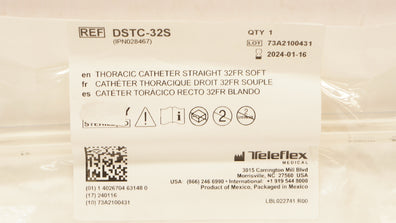 REF DSTC-32S QTY 1
(IPN028467) LOT 73A2100431
2024-01-16
en THORACIC CATHETER STRAIGHT 32FR SOFT
fr CATHÉTER THORACIQUE DROIT 32FR SOUPLE
es CATÉTER TORÁCICO RECTO 32FR BLANDO
2
Teleflex
MEDICAL
3015 Carrington Mill Blvd
Morrisville, NC 27560 USA
USA (866) 246 6990 • International +1 919 544 8000
Product of Mexico, Packaged in Mexico
(01) 1 4026704 63148 0
(17) 240116
(10) 73A2100431
LBL022741 R00